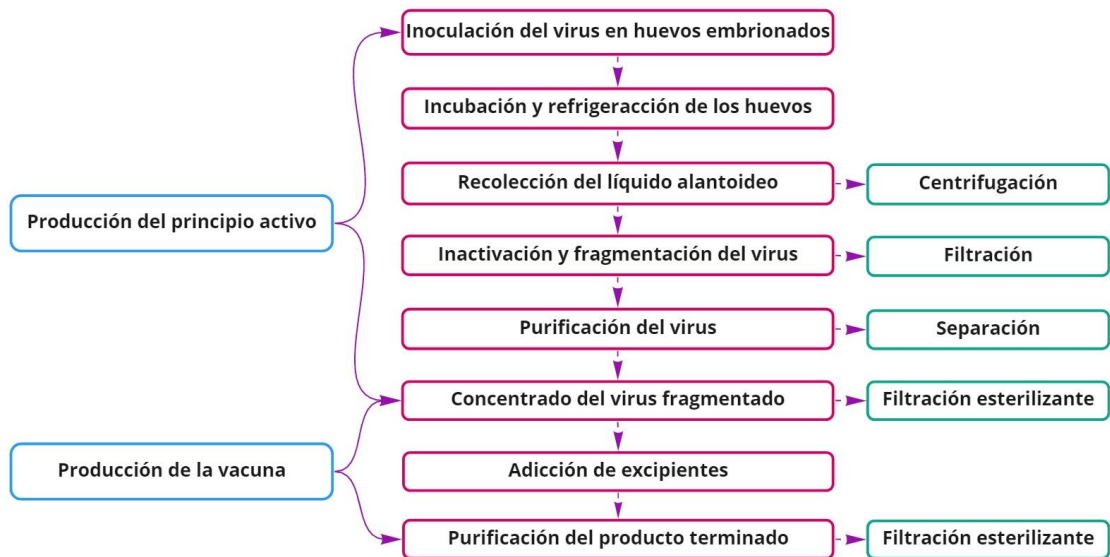 Inoculación del virus en huevos embrionados
Incubación y refrigeracción de los huevos
Recolección del líquido alantoideo
Centrifugación
Producción del principio activo
Inactivación y fragmentación del virus
Filtración
Purificación del virus
Separación
Concentrado del virus fragmentado
Filtración esterilizante
Producción de la vacuna
Adicción de excipientes
Purificación del producto terminado
Filtración esterilizante